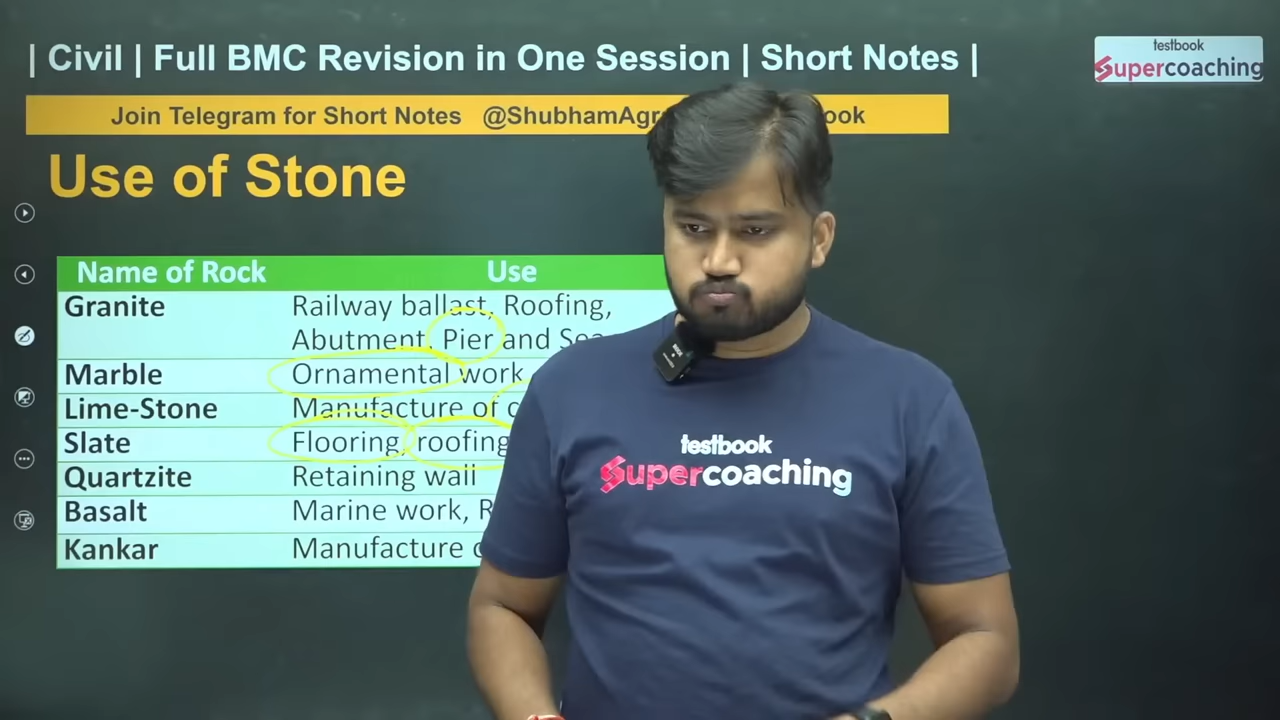 | Civil | Full BMC Revision in One Session | Short Notes |
testbook
Supercoaching
Join Telegram for Short Notes @ShubhamAgr
Use of Stone
Name of Rock Use
Granite Railway ballast, Roofing,
Abutment, Pier and
Marble Ornamental work
Lime-Stone Manufacture of
Slate Flooring, roofing
Quartzite Retaining wall
Basalt Marine work,
Kankar Manufacture
testbook
Supercoaching